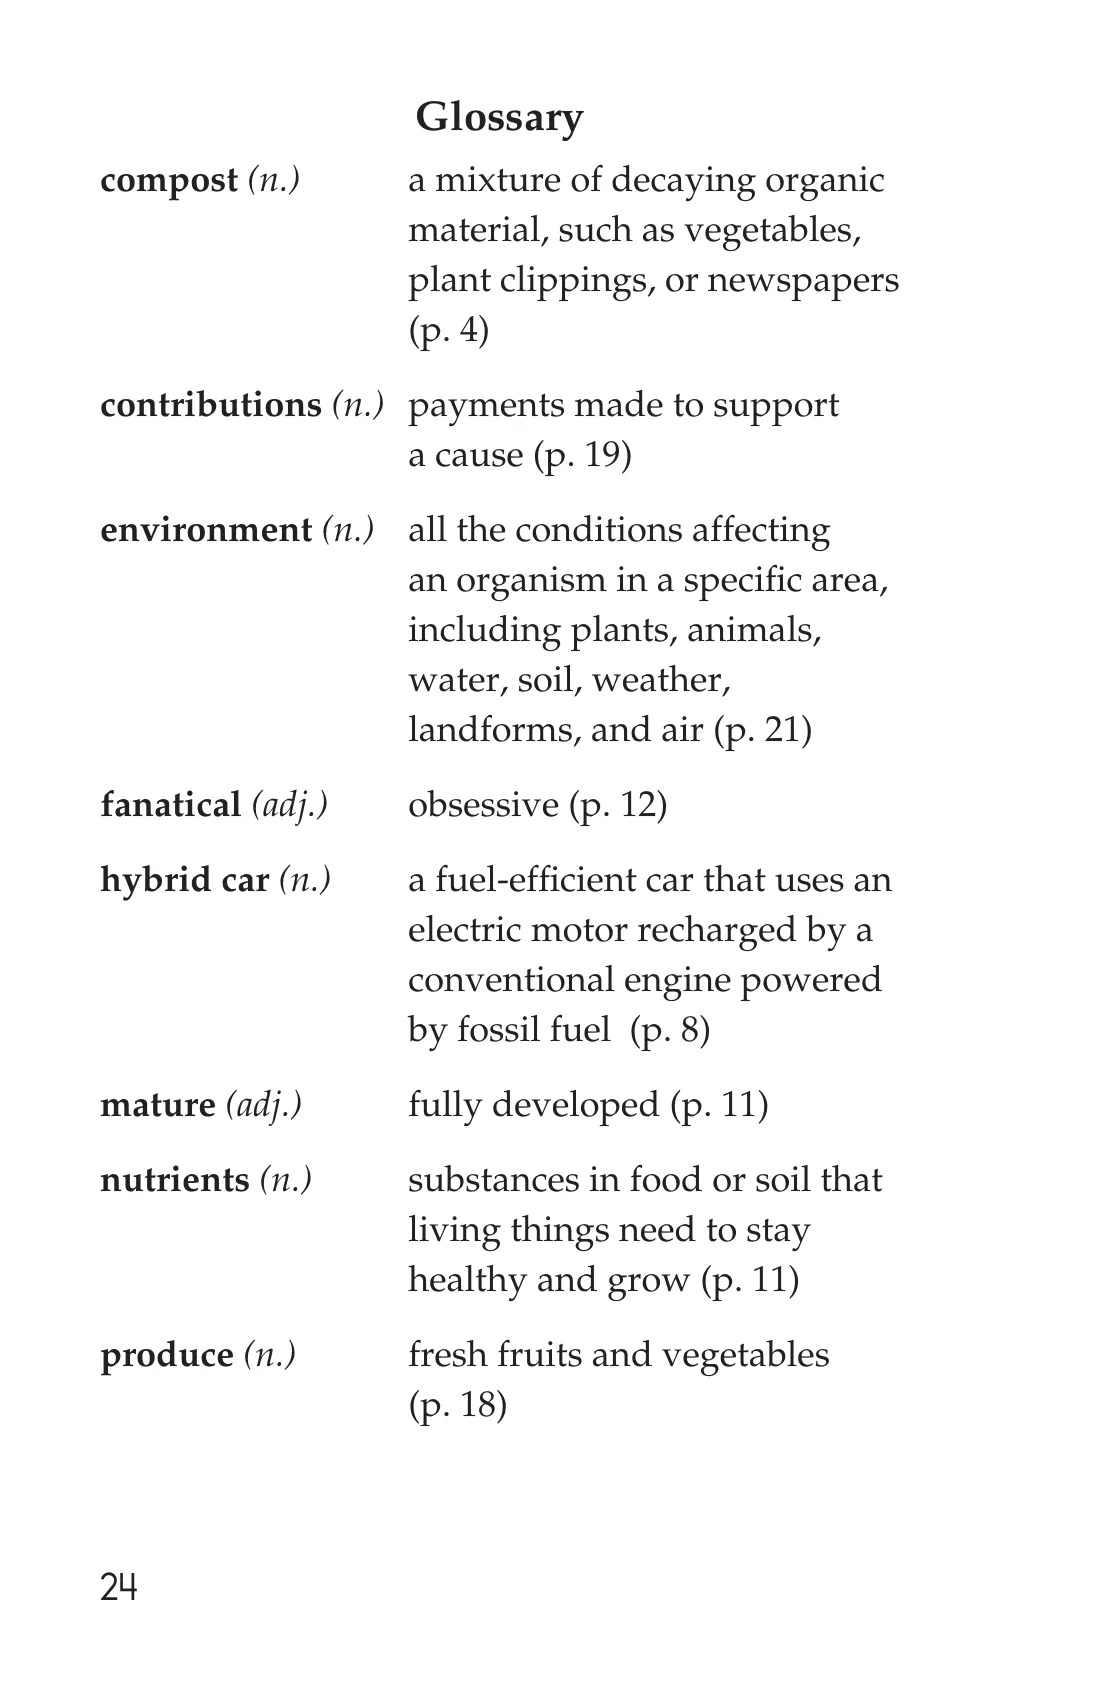 Glossary
compost (n.) a mixture of decaying organic
material, such as vegetables,
plant clippings, or newspapers
(p. 4)
contributions (n.) payments made to support
a cause (p. 19)
environment (n.) all the conditions affecting
an organism in a specific area,
including plants, animals,
water, soil, weather,
landforms, and air (p. 21)
fanatical (adj.) obsessive (p. 12)
hybrid car (n.) a fuel-efficient car that uses an
electric motor recharged by a
conventional engine powered
by fossil fuel (p. 8)
mature (adj.) fully developed (p. 11)
nutrients (n.) substances in food or soil that
living things need to stay
healthy and grow (p. 11)
produce (n.) fresh fruits and vegetables
(p. 18)
24